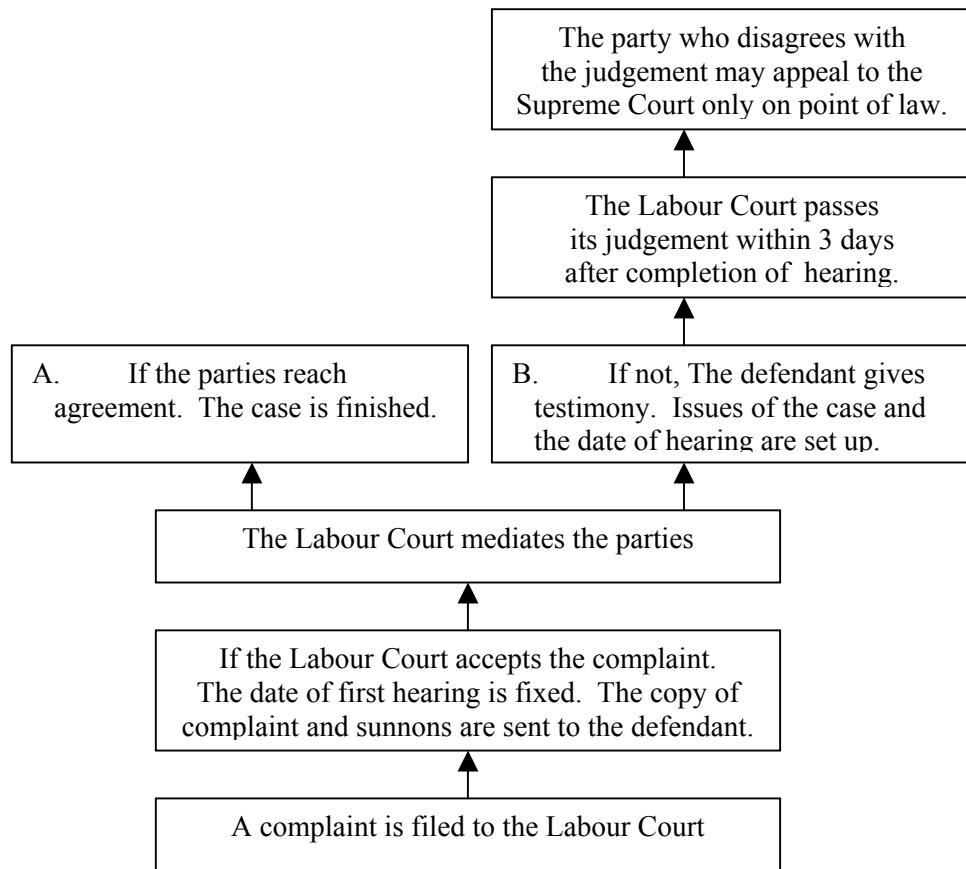 The party who disagrees with
the judgement may appeal to the
Supreme Court only on point of law.
The Labour Court passes
its judgement within 3 days
after completion of hearing.
A. If the parties reach
agreement. The case is finished.
B. If not, The defendant gives
testimony. Issues of the case and
the date of hearing are set up.
The Labour Court mediates the parties
If the Labour Court accepts the complaint.
The date of first hearing is fixed. The copy of
complaint and sunnons are sent to the defendant.
A complaint is filed to the Labour Court